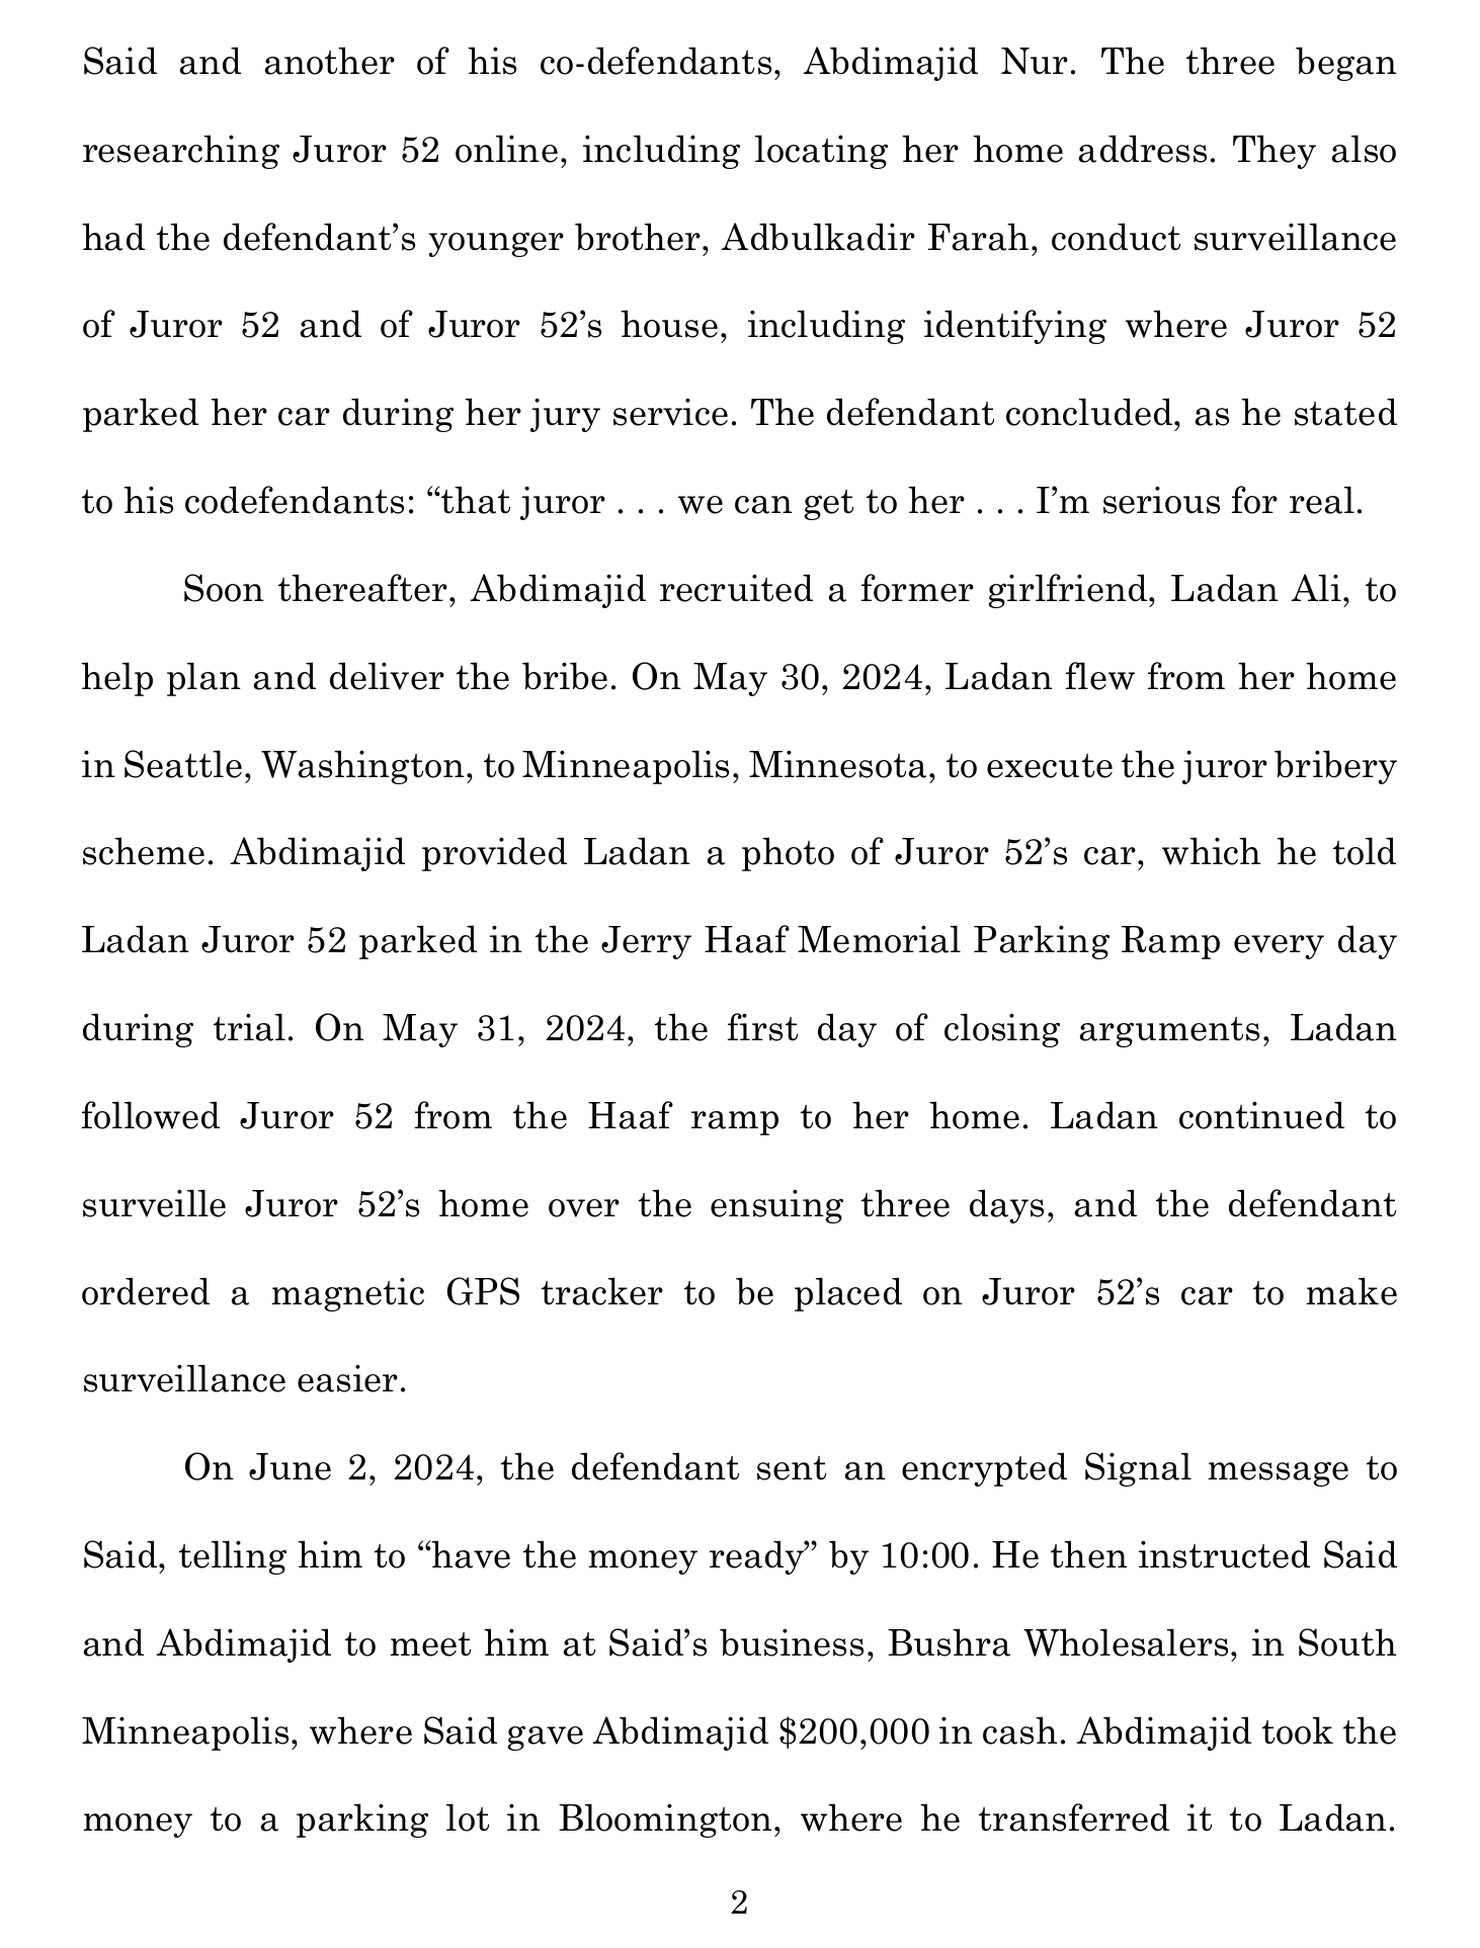 Said and another of his co-defendants, Abdimajid Nur. The three began
researching Juror 52 online, including locating her home address. They also
had the defendant’s younger brother, Adbulkadir Farah, conduct surveillance
of Juror 52 and of Juror 52’s house, including identifying where Juror 52
parked her car during her jury service. The defendant concluded, as he stated
to his codefendants: “that juror . . . we can get to her . . . I’m serious for real.
Soon thereafter, Abdimajid recruited a former girlfriend, Ladan Ali, to
help plan and deliver the bribe. On May 30, 2024, Ladan flew from her home
in Seattle, Washington, to Minneapolis, Minnesota, to execute the juror bribery
scheme. Abdimajid provided Ladan a photo of Juror 52’s car, which he told
Ladan Juror 52 parked in the Jerry Haaf Memorial Parking Ramp every day
during trial. On May 31, 2024, the first day of closing arguments, Ladan
followed Juror 52 from the Haaf ramp to her home. Ladan continued to
surveille Juror 52’s home over the ensuing three days, and the defendant
ordered a magnetic GPS tracker to be placed on Juror 52’s car to make
surveillance easier.
On June 2, 2024, the defendant sent an encrypted Signal message to
Said, telling him to “have the money ready” by 10:00. He then instructed Said
and Abdimajid to meet him at Said’s business, Bushra Wholesalers, in South
Minneapolis, where Said gave Abdimajid $200,000 in cash. Abdimajid took the
money to a parking lot in Bloomington, where he transferred it to Ladan.
2